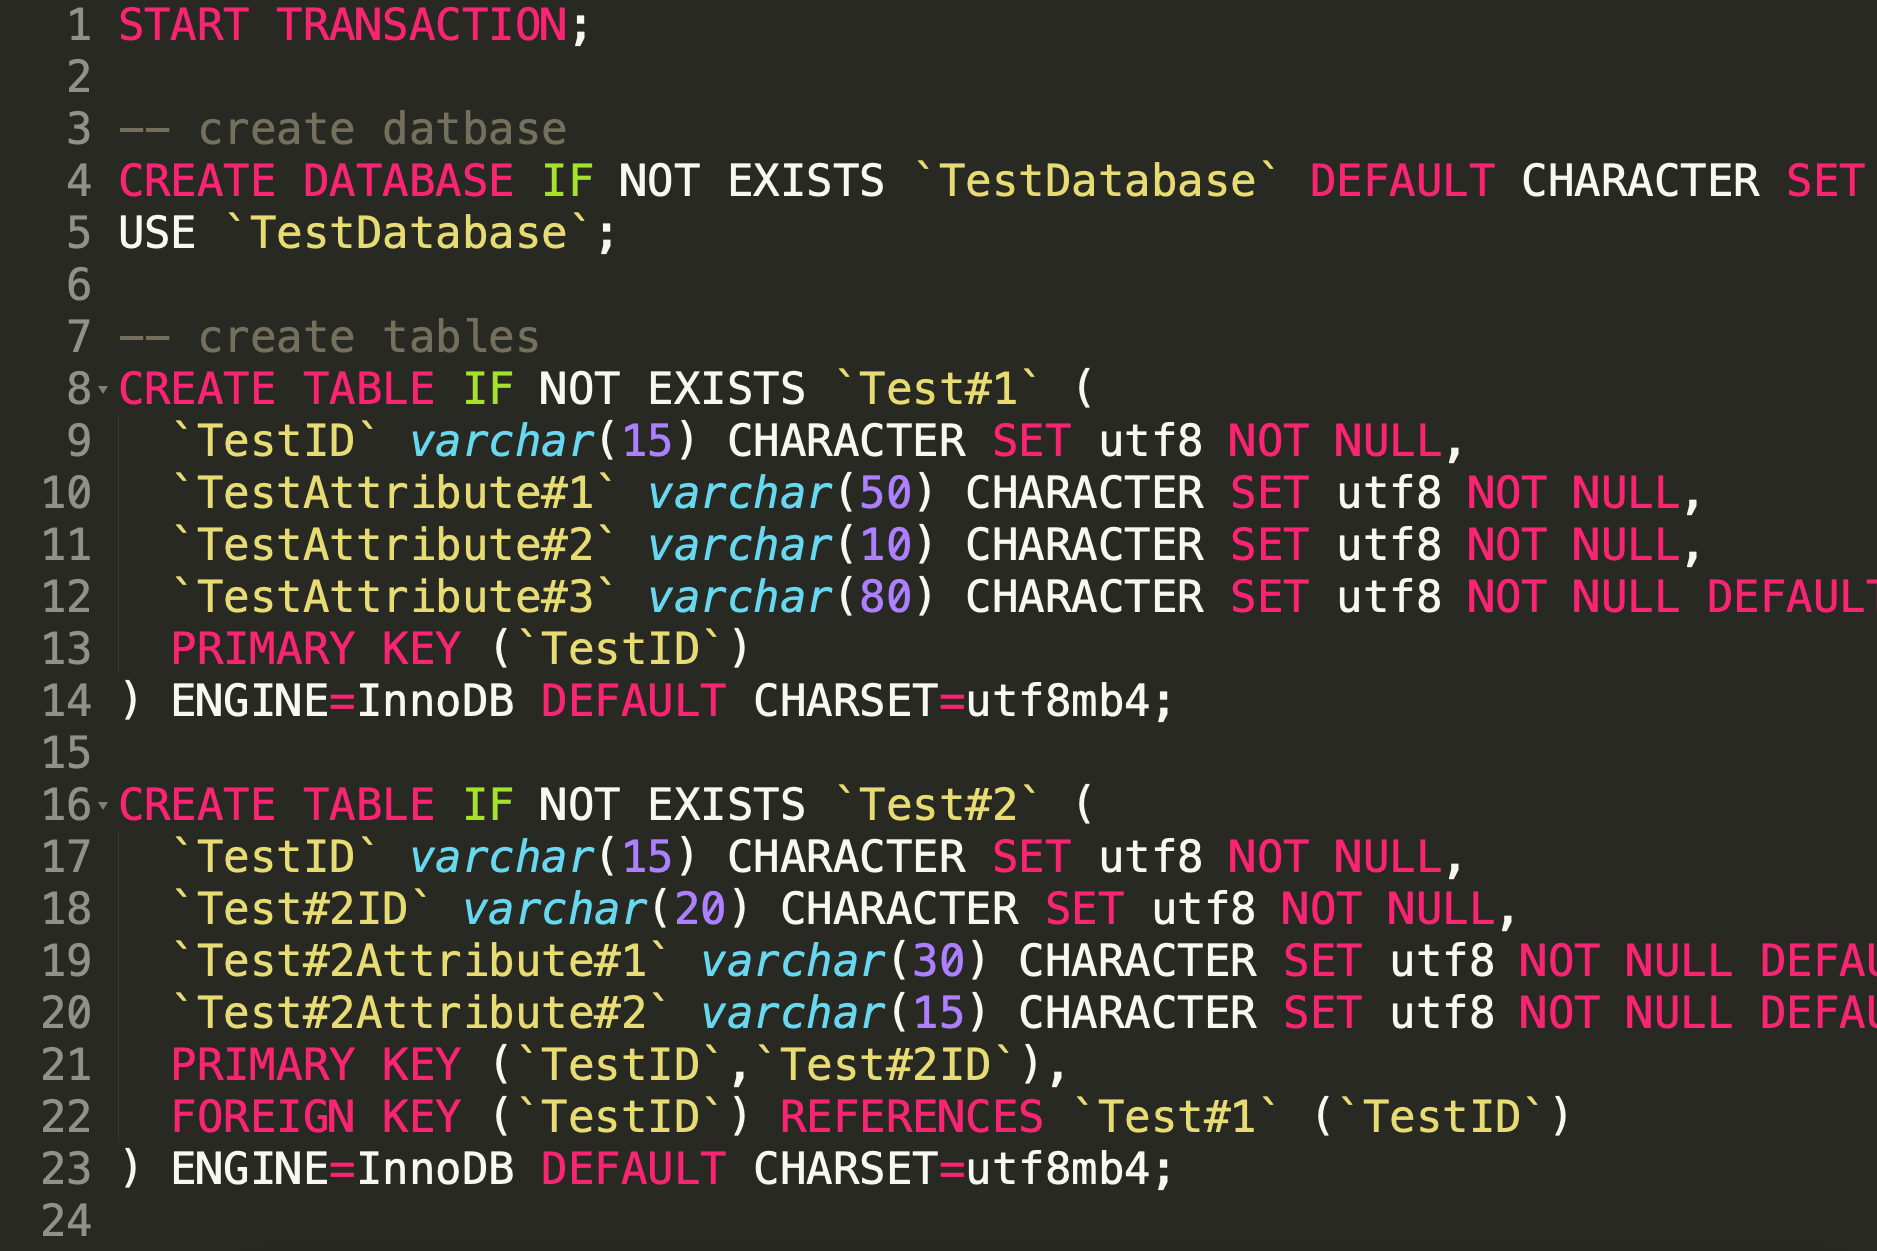 1 START TRANSACTION;
2
3 -- create datbase
4 CREATE DATABASE IF NOT EXISTS `TestDatabase` DEFAULT CHARACTER SET
5 USE `TestDatabase`;
6
7 -- create tables
8 CREATE TABLE IF NOT EXISTS `Test#1` (
9 `TestID` varchar(15) CHARACTER SET utf8 NOT NULL,
10 `TestAttribute#1` varchar(50) CHARACTER SET utf8 NOT NULL,
11 `TestAttribute#2` varchar(10) CHARACTER SET utf8 NOT NULL,
12 `TestAttribute#3` varchar(80) CHARACTER SET utf8 NOT NULL DEFAULT
13 PRIMARY KEY (`TestID`)
14 ) ENGINE=InnoDB DEFAULT CHARSET=utf8mb4;
15
16 CREATE TABLE IF NOT EXISTS `Test#2` (
17 `TestID` varchar(15) CHARACTER SET utf8 NOT NULL,
18 `Test#2ID` varchar(20) CHARACTER SET utf8 NOT NULL,
19 `Test#2Attribute#1` varchar(30) CHARACTER SET utf8 NOT NULL DEFAU
20 `Test#2Attribute#2` varchar(15) CHARACTER SET utf8 NOT NULL DEFAU
21 PRIMARY KEY (`TestID`,`Test#2ID`),
22 FOREIGN KEY (`TestID`) REFERENCES `Test#1` (`TestID`)
23 ) ENGINE=InnoDB DEFAULT CHARSET=utf8mb4;
24